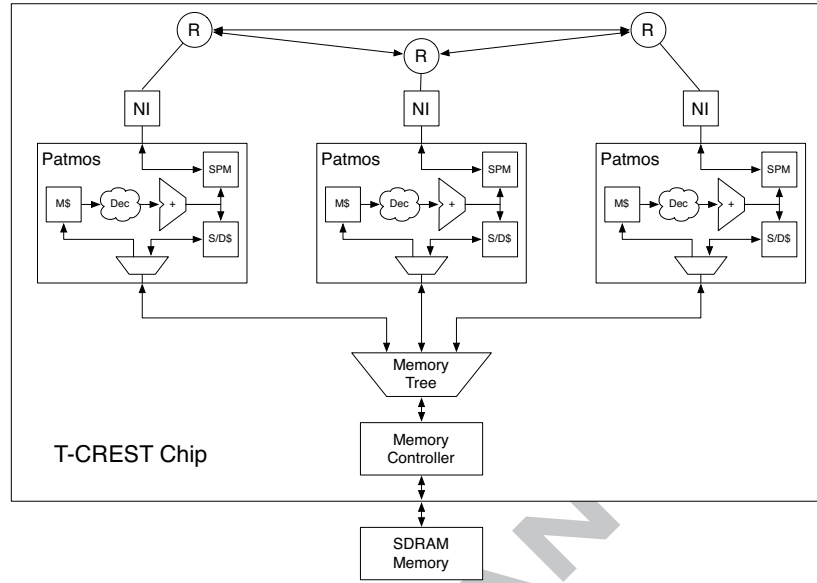 R
R
R
NI
NI
NI
Patmos
SPM
M$
Dec
+
S/D$
Patmos
SPM
M$
Dec
+
S/D$
Patmos
SPM
M$
Dec
+
S/D$
Memory
Tree
T-CREST Chip
Memory
Controller
SDRAM
Memory